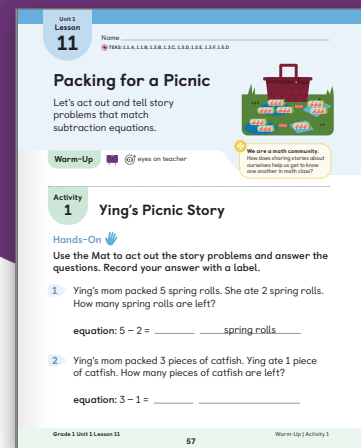 Unit 1
Lesson
11
Name
TEKS: 1.1.A, 1.1.B, 1.3.B, 1.3.C, 1.3.D, 1.3.E, 1.3.F, 1.5.D
Packing for a Picnic
Let's act out and tell story
problems that match
subtraction equations.
We are a math community.
How does sharing stories about
ourselves help us get to know
one another in math class?
Warm-Up eyes on teacher
Activity
1
Ying's Picnic Story
Hands-On
Use the Mat to act out the story problems and answer the
questions. Record your answer with a label.
1 Ying's mom packed 5 spring rolls. She ate 2 spring rolls.
How many spring rolls are left?
equation: 5 − 2 = ________ spring rolls
2 Ying's mom packed 3 pieces of catfish. Ying ate 1 piece
of catfish. How many pieces of catfish are left?
equation: 3 − 1 = ________ ________________
Grade 1 Unit 1 Lesson 11
Warm-Up | Activity 1
57